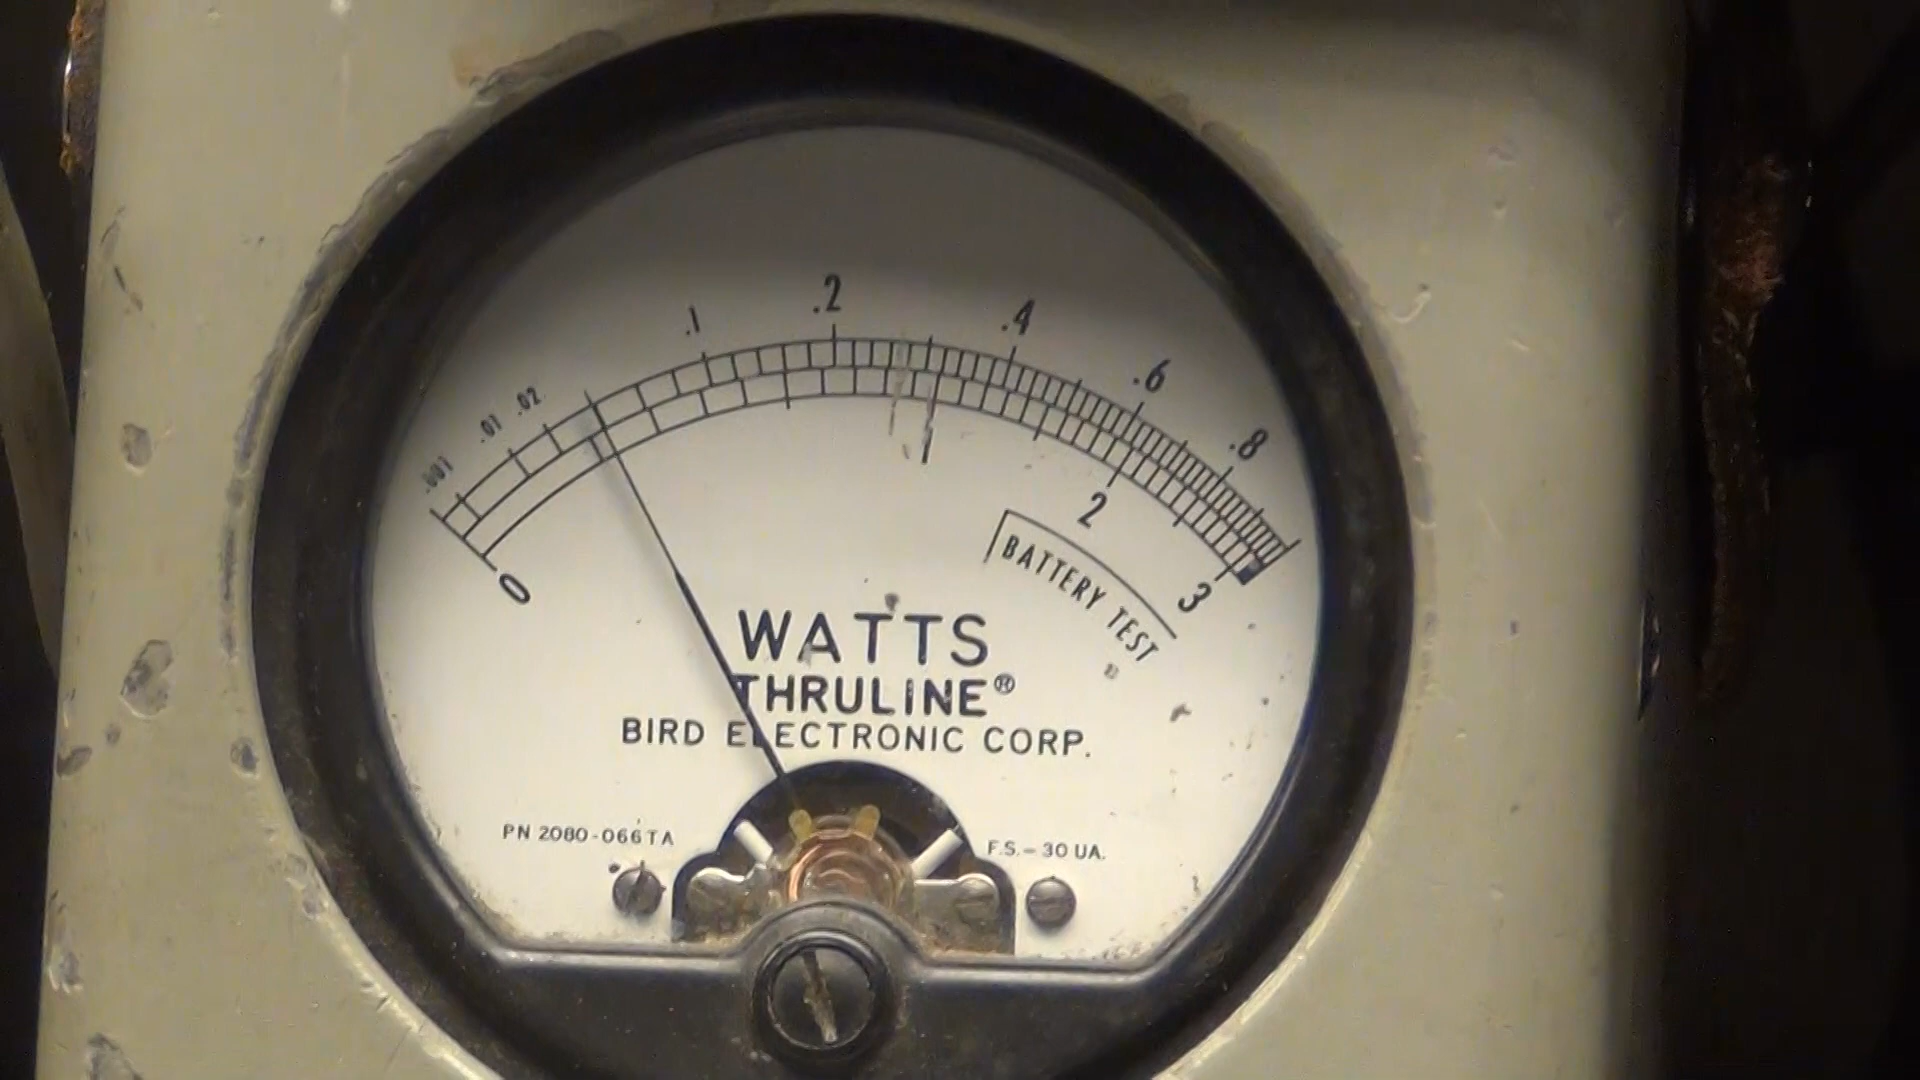 .001 .01 .02 .1 .2 .4 .6 .8
0 2 3
BATTERY TEST
WATTS
THRULINE®
BIRD ELECTRONIC CORP.
PN 2080-066TA
F.S.-30 UA.